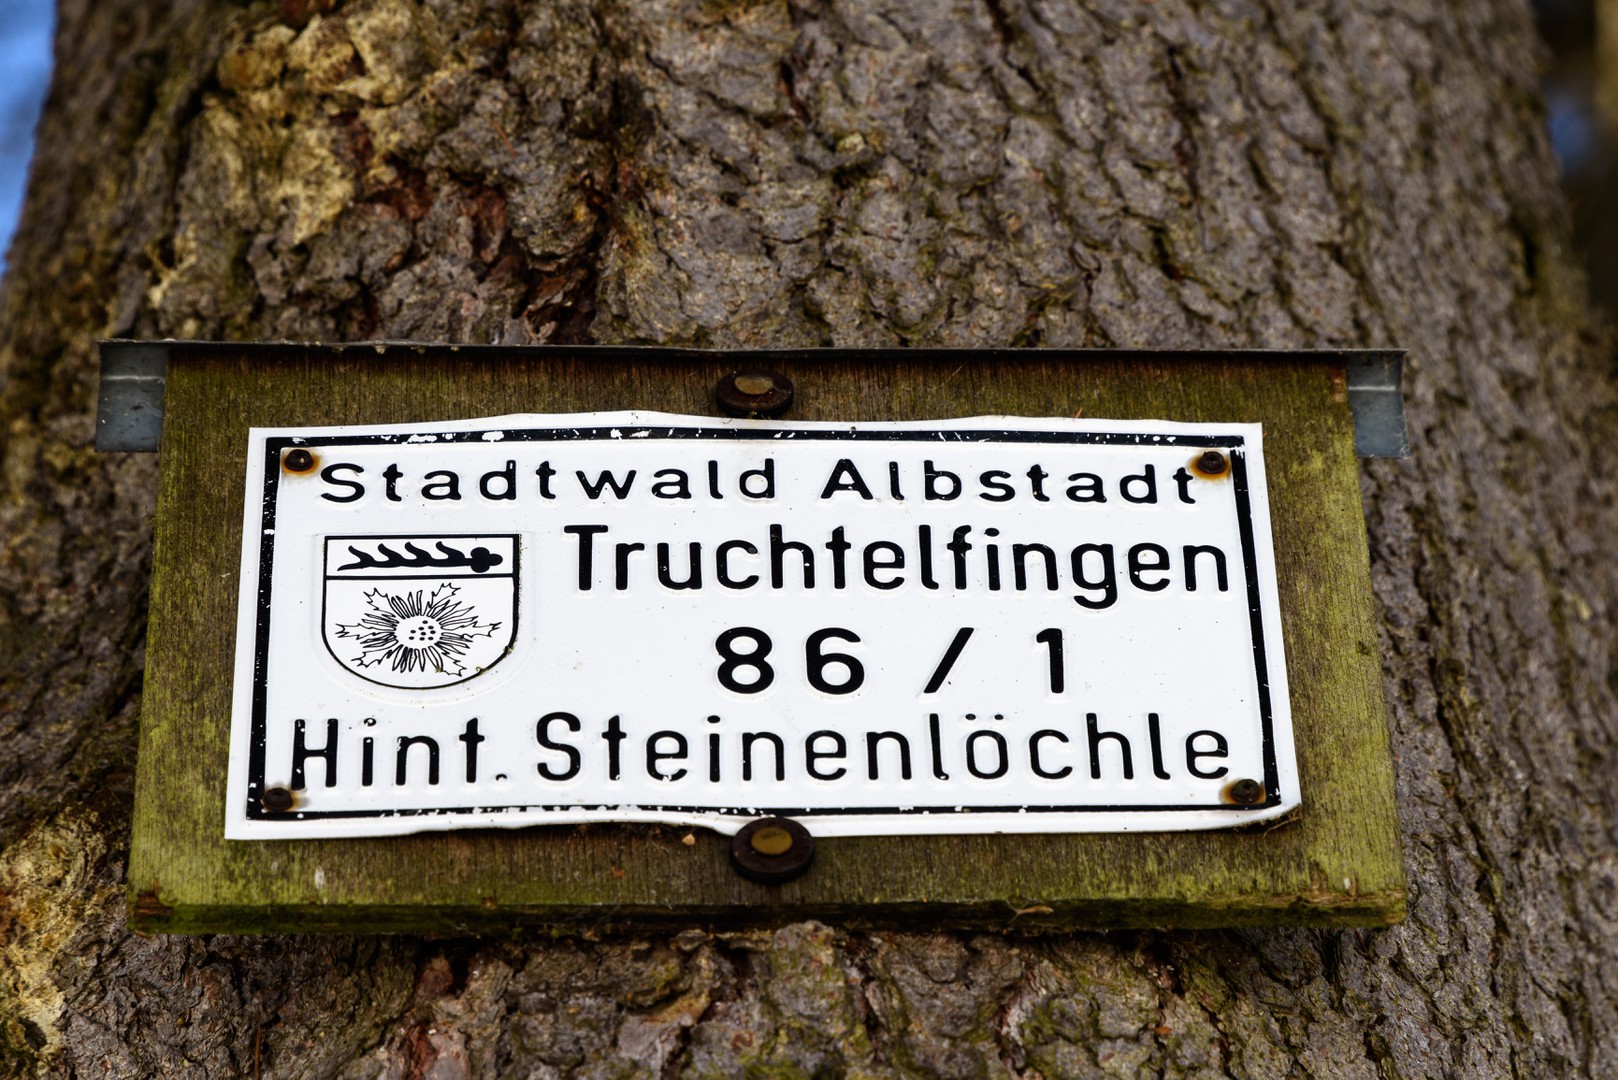 Stadtwald Albstadt
Truchtelfingen
86 / 1
Hint. Steinenlöchle